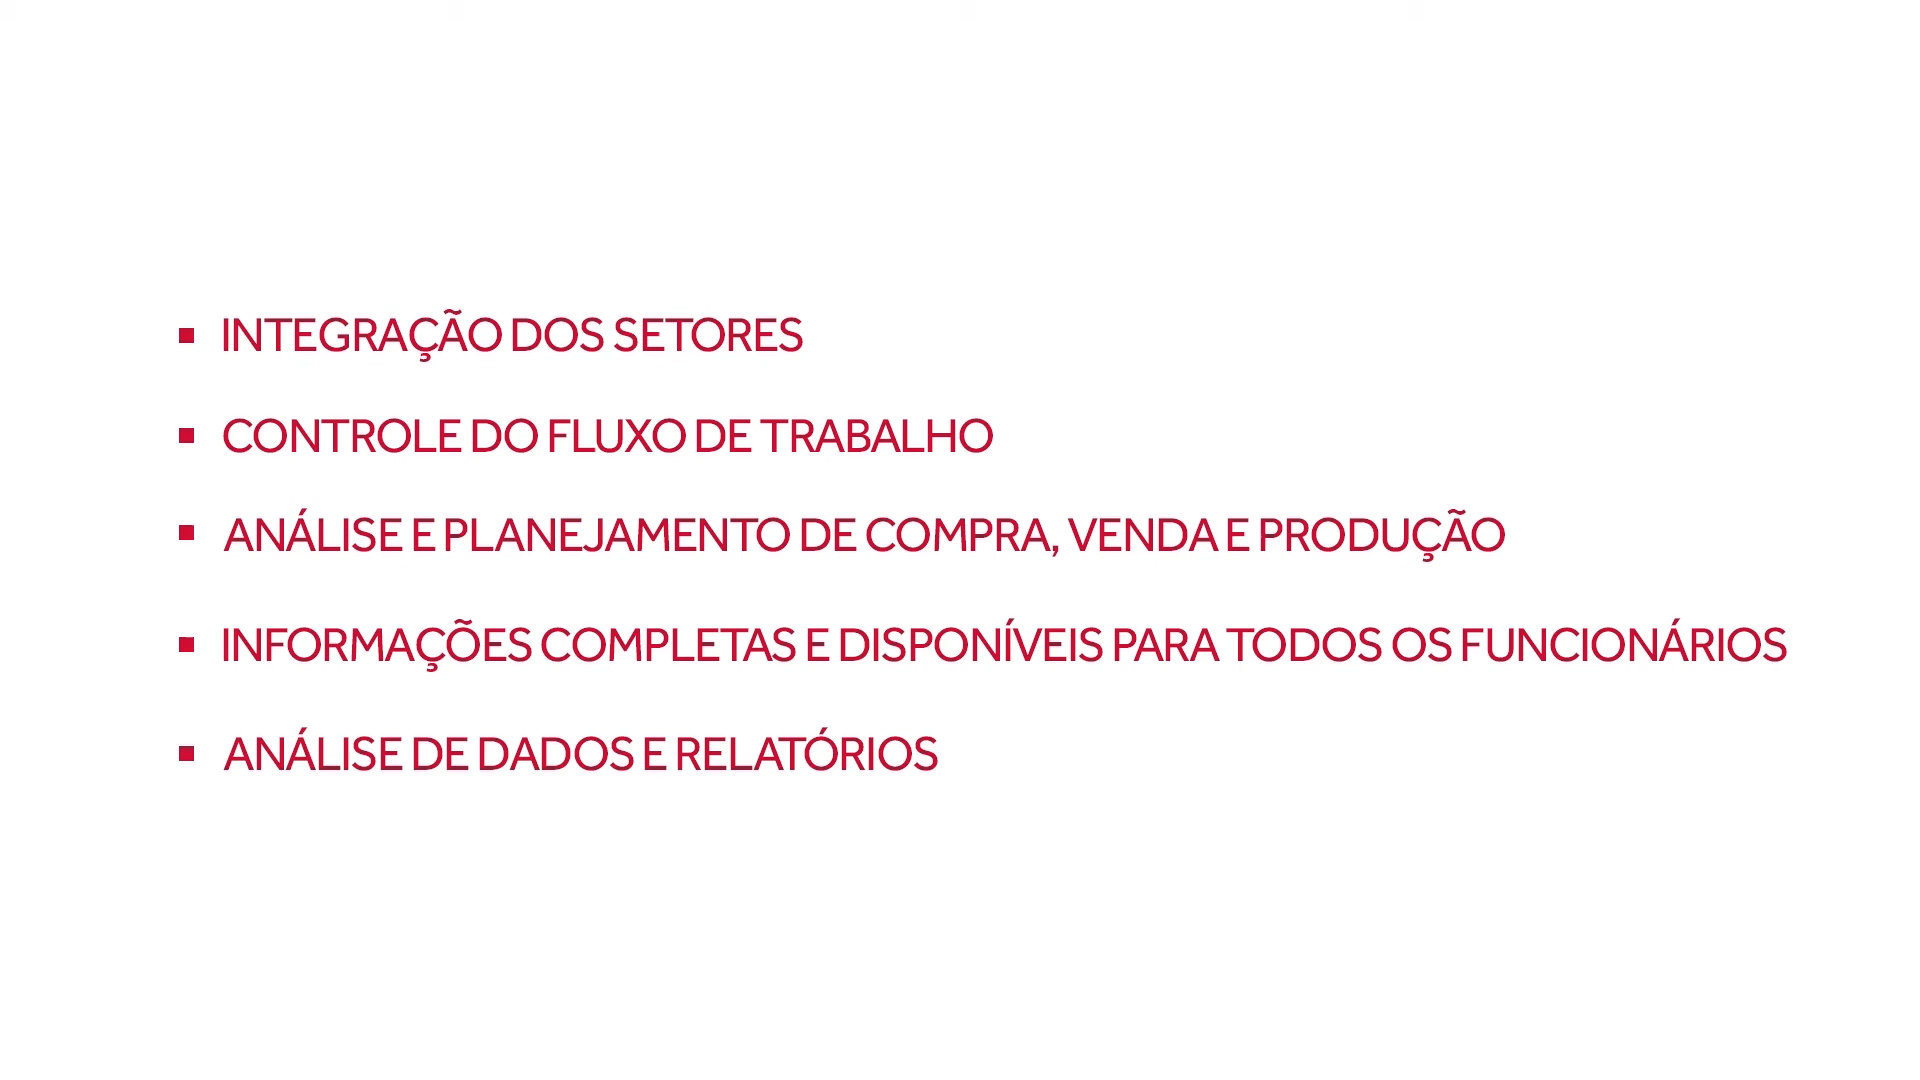 INTEGRAÇÃO DOS SETORES
CONTROLE DO FLUXO DE TRABALHO
ANÁLISE E PLANEJAMENTO DE COMPRA, VENDA E PRODUÇÃO
INFORMAÇÕES COMPLETAS E DISPONÍVEIS PARA TODOS OS FUNCIONÁRIOS
ANÁLISE DE DADOS E RELATÓRIOS